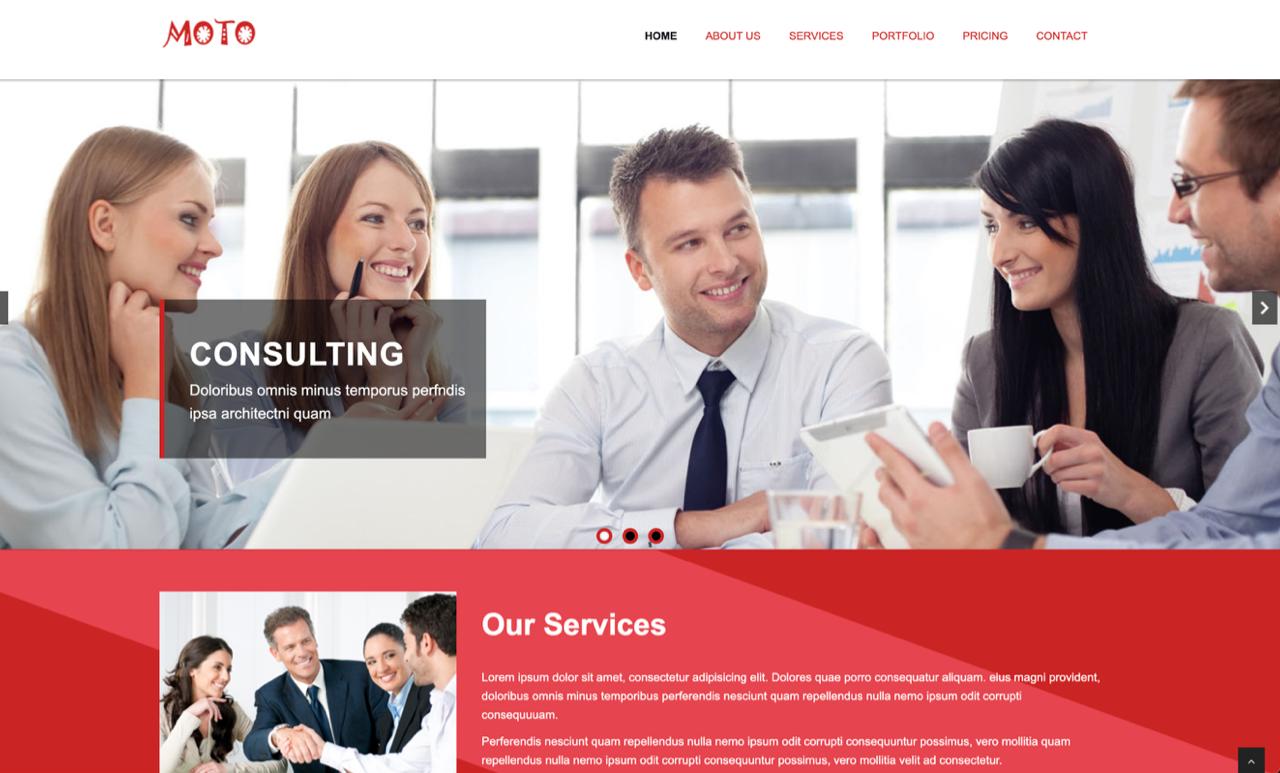 MOTO
HOME ABOUT US SERVICES PORTFOLIO PRICING CONTACT
CONSULTING
Doloribus omnis minus temporus perfndis
ipsa architectni quam
Our Services
Lorem ipsum dolor sit amet, consectetur adipisicing elit. Dolores quae porro consequatur aliquam. eius magni provident,
doloribus omnis minus temporibus perferendis nesciunt quam repellendus nulla nemo ipsum odit corrupti
consequuuam.
Perferendis nesciunt quam repellendus nulla nemo ipsum odit corrupti consequuntur possimus, vero mollitia quam
repellendus nulla nemo ipsum odit corrupti consequuntur possimus, vero mollitia velit ad consectetur.